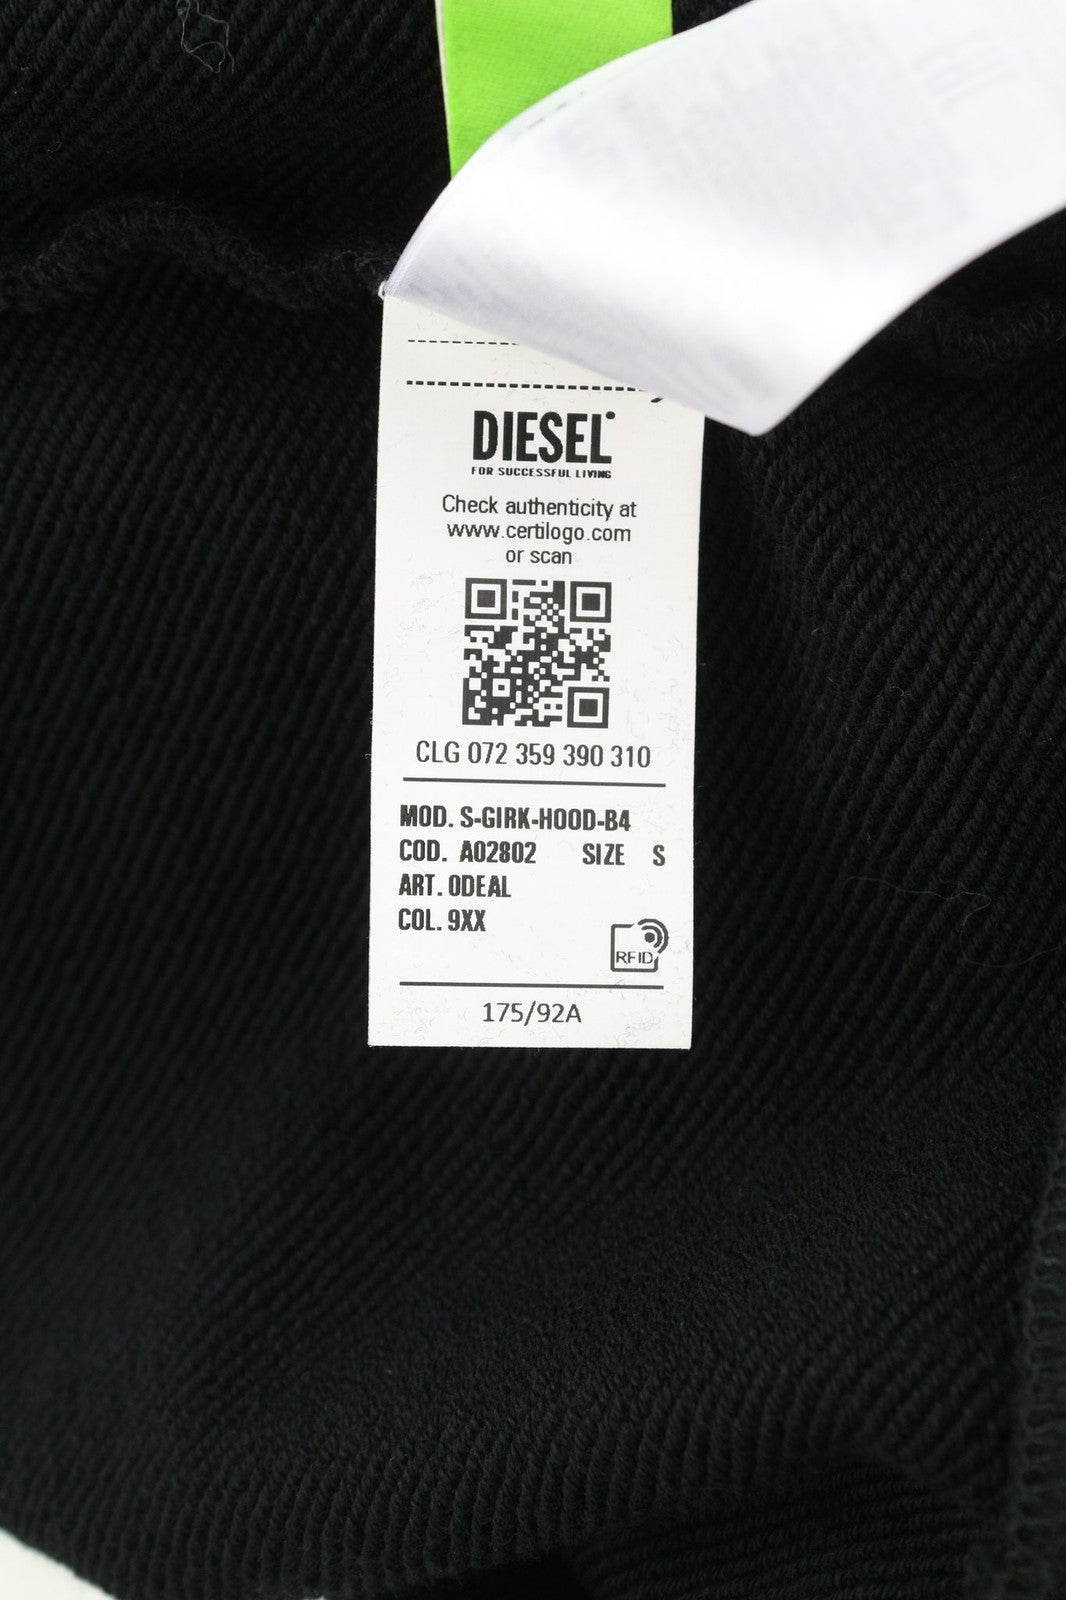 DIESEL
FOR SUCCESSFUL LIVING
Check authenticity at
www.certilogo.com
or scan
CLG 072 359 390 310
MOD. S-GIRK-HOOD-B4
COD. A02802 SIZE S
ART. 0DEAL
COL. 9XX
RFID
175/92A